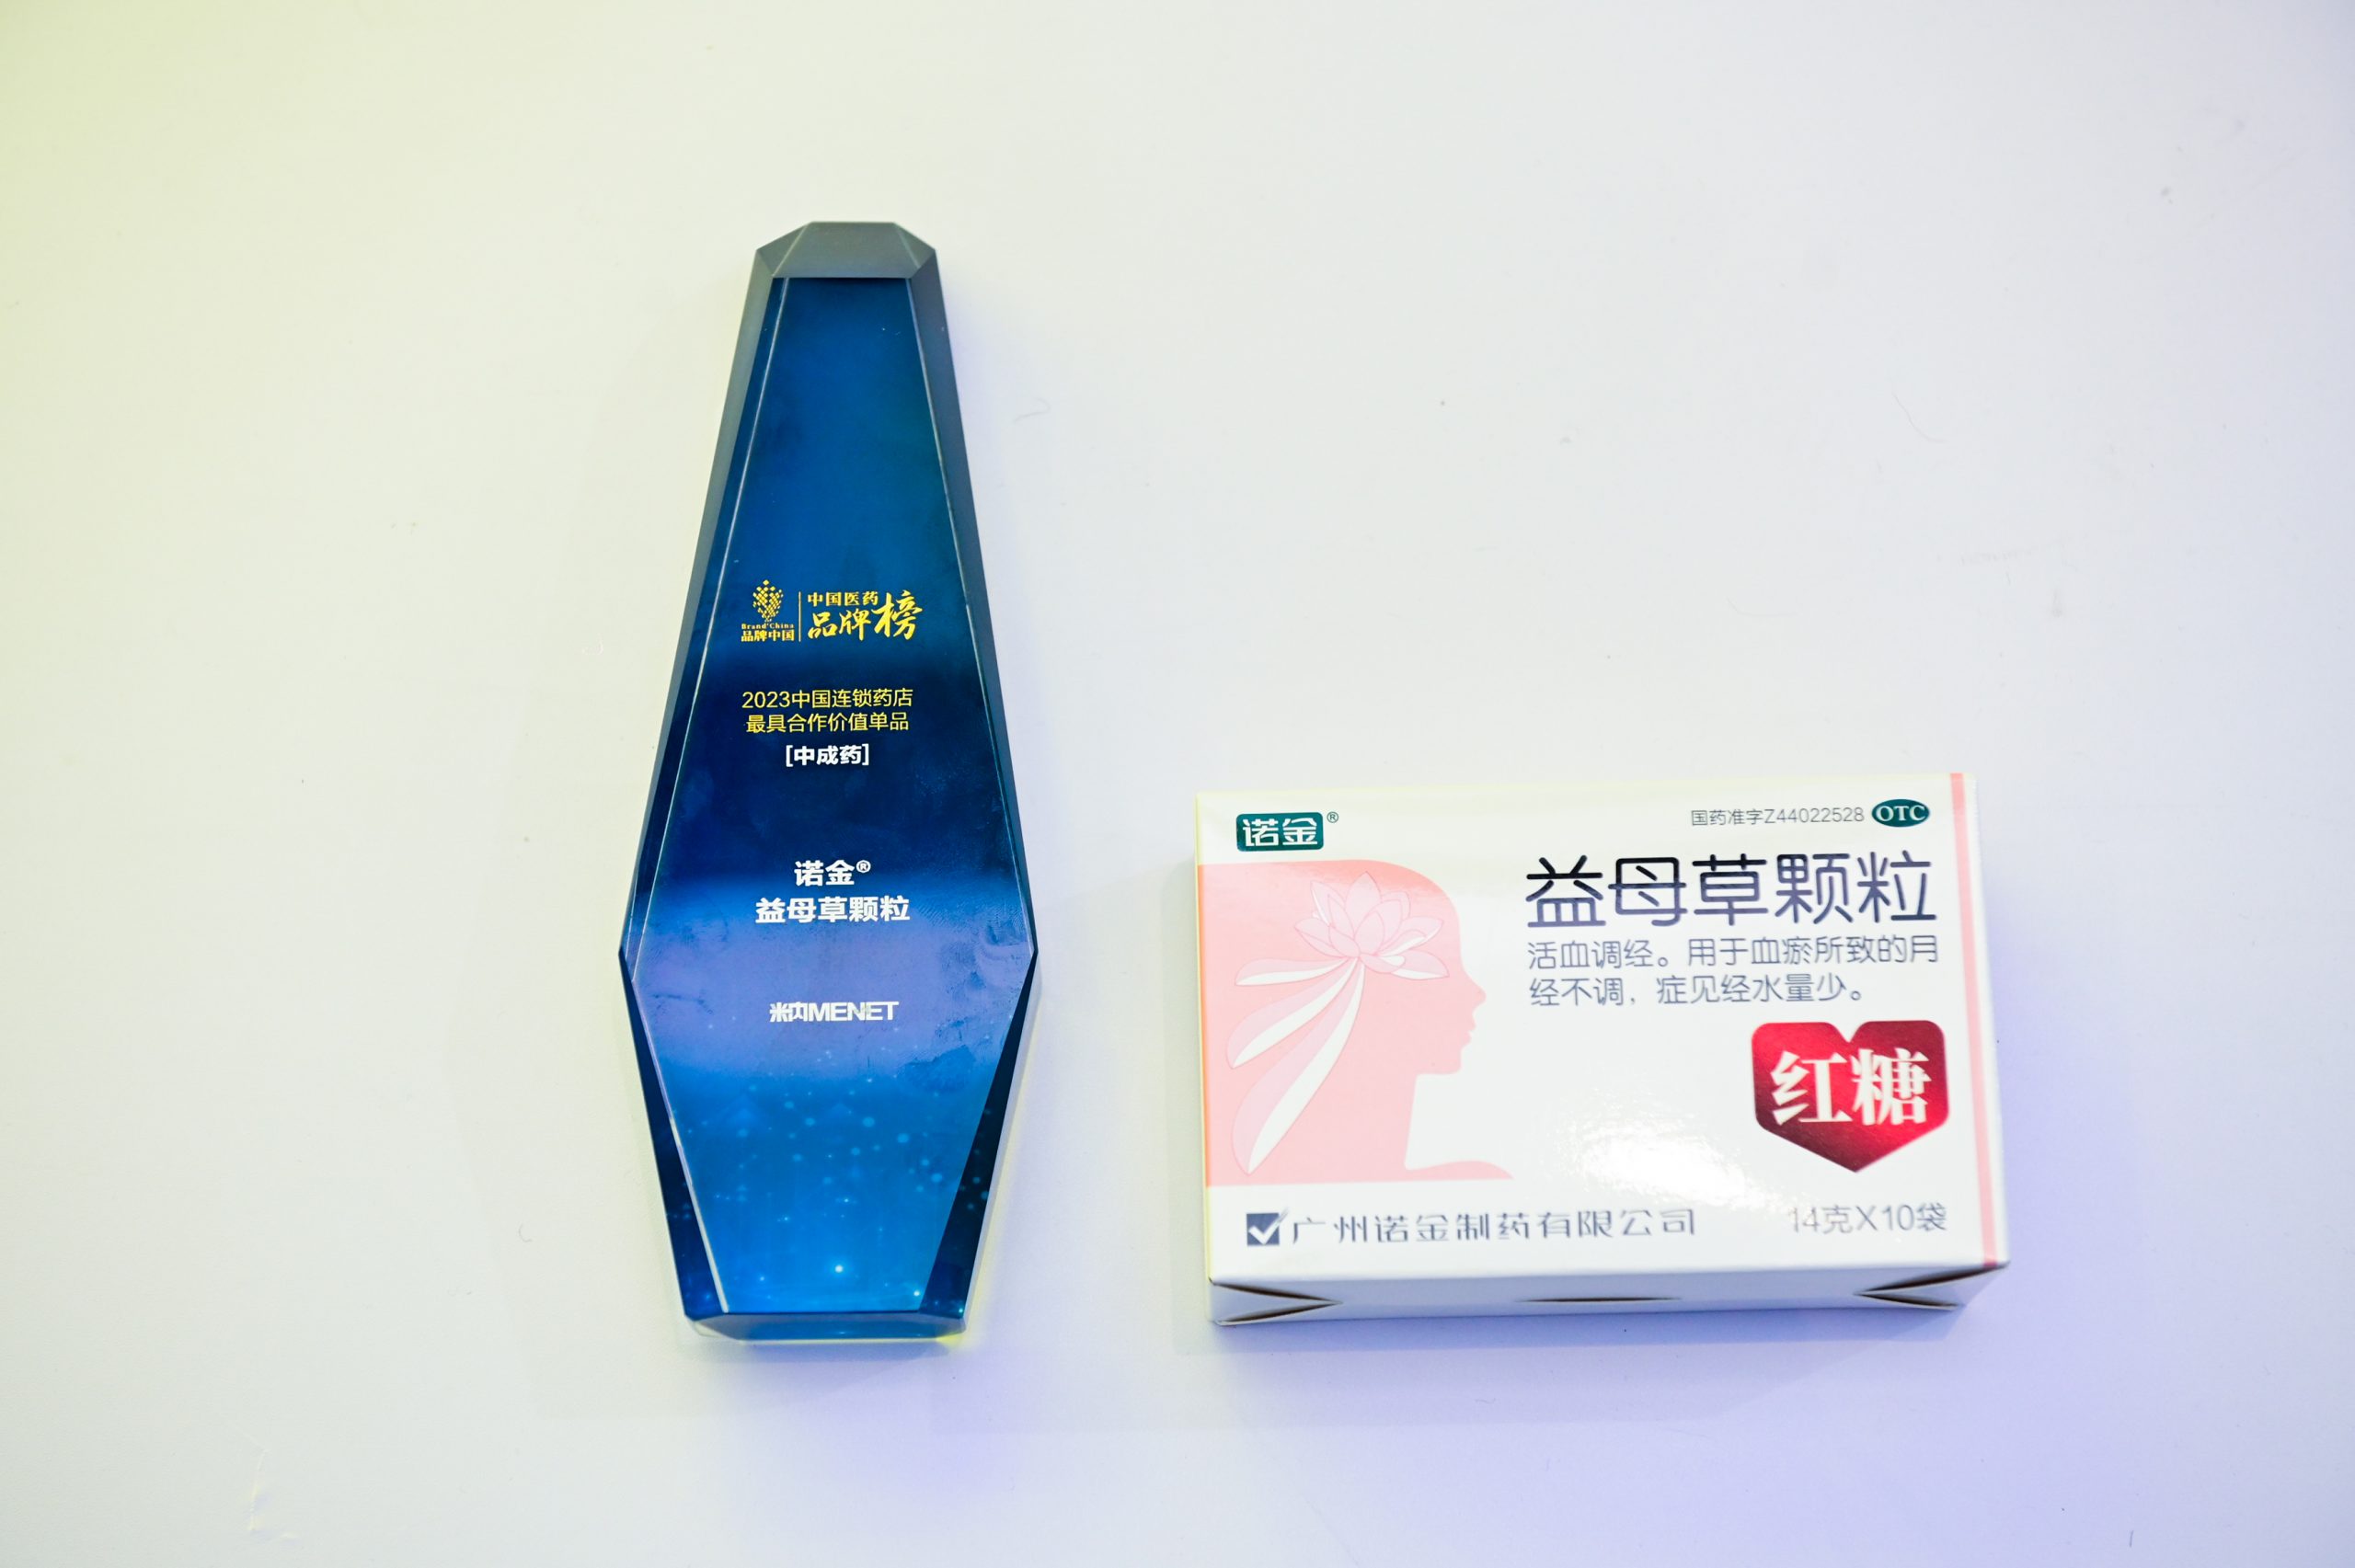 Brand China
品牌中国
中国医药
品牌榜
2023中国连锁药店
最具合作价值单品
[中成药]
诺金®
益母草颗粒
米内MENET
诺金®
国药准字Z44022528 OTC
益母草颗粒
活血调经。用于血瘀所致的月
经不调，症见经水量少。
红糖
广州诺金制药有限公司
14克X10袋